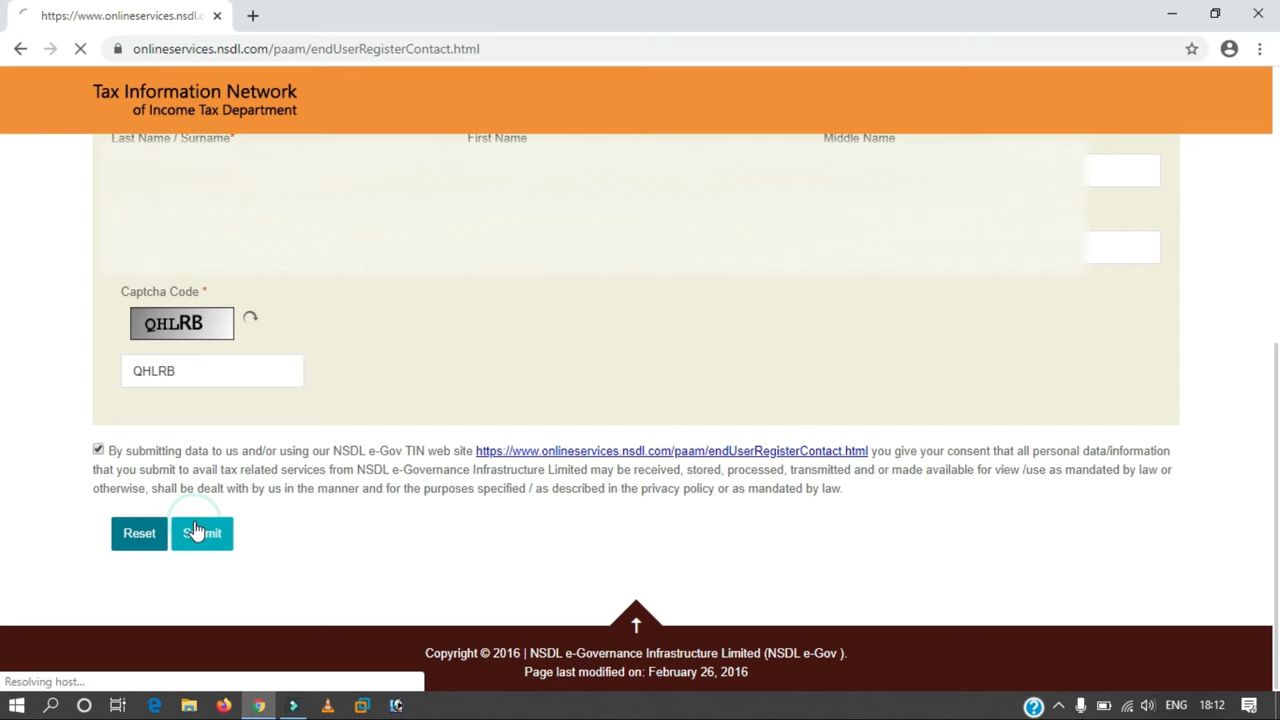 https://www.onlineservices.nsdl.c
onlineservices.nsdl.com/paam/endUserRegisterContact.html
Tax Information Network
of Income Tax Department
Last Name / Surname* First Name Middle Name
Captcha Code *
QHLRB
QHLRB
By submitting data to us and/or using our NSDL e-Gov TIN web site https://www.onlineservices.nsdl.com/paam/endUserRegisterContact.html you give your consent that all personal data/information
that you submit to avail tax related services from NSDL e-Governance Infrastructure Limited may be received, stored, processed, transmitted and or made available for view /use as mandated by law or
otherwise, shall be dealt with by us in the manner and for the purposes specified / as described in the privacy policy or as mandated by law.
Reset Submit
Copyright © 2016 | NSDL e-Governance Infrastructure Limited (NSDL e-Gov ).
Page last modified on: February 26, 2016
Resolving host...
ENG 18:12